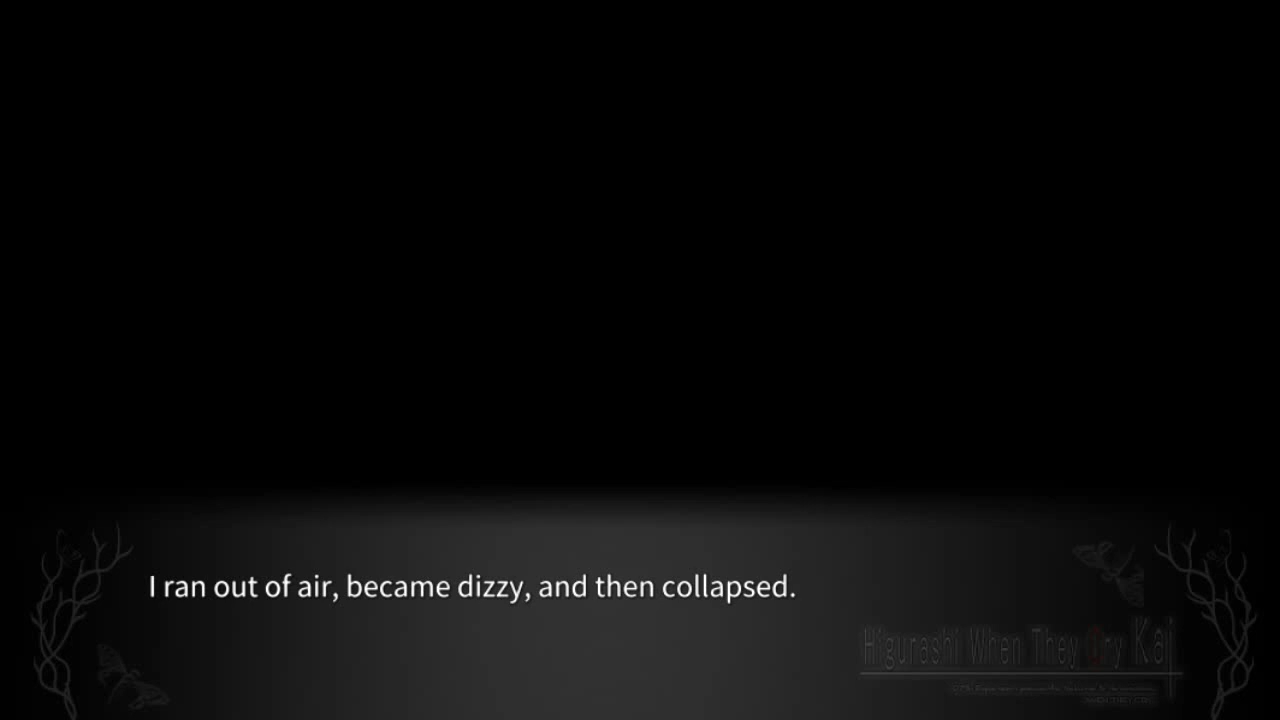 I ran out of air, became dizzy, and then collapsed.
Higurashi When They Cry Kai